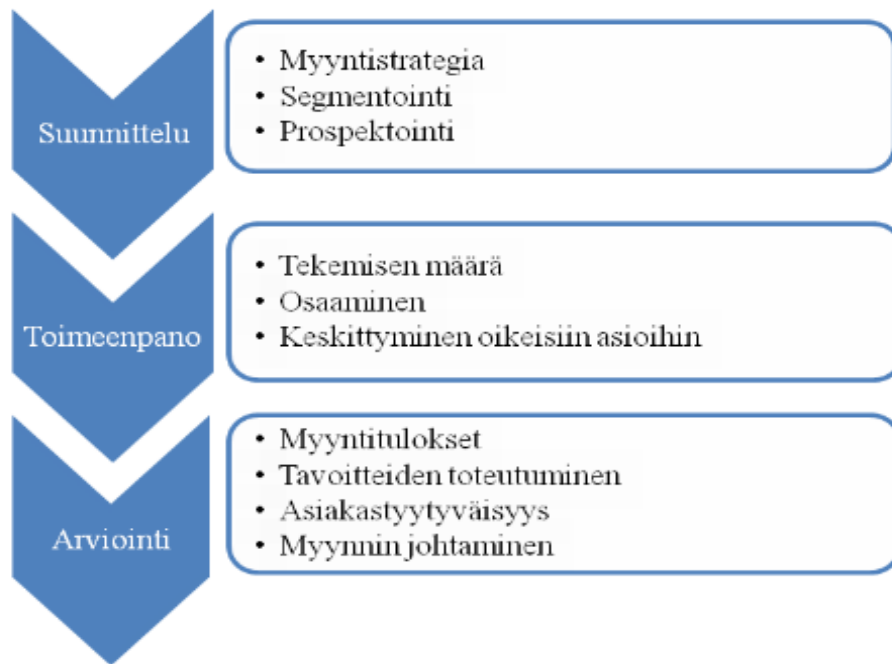 Suunnittelu
• Myyntistrategia
• Segmentointi
• Prospektointi
Toimeenpano
• Tekemisen määrä
• Osaaminen
• Keskittyminen oikeisiin asioihin
Arviointi
• Myyntitulokset
• Tavoitteiden toteutuminen
• Asiakastyytyväisyys
• Myynnin johtaminen